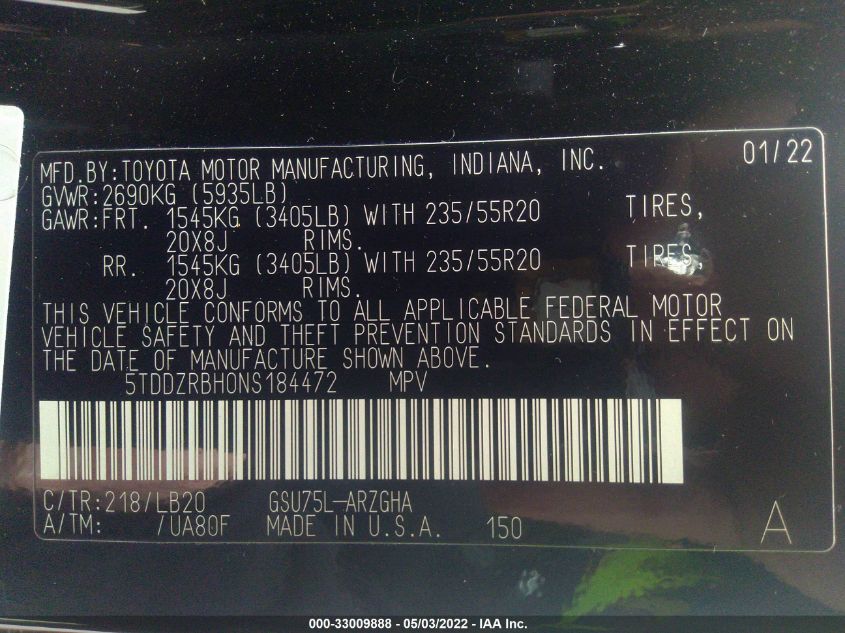 MFD.BY:TOYOTA MOTOR MANUFACTURING, INDIANA, INC. 01/22
GVWR:2690KG (5935LB)
GAWR:FRT. 1545KG (3405LB) WITH 235/55R20 TIRES,
20X8J RIMS.
RR. 1545KG (3405LB) WITH 235/55R20 TIRES,
20X8J RIMS.
THIS VEHICLE CONFORMS TO ALL APPLICABLE FEDERAL MOTOR
VEHICLE SAFETY AND THEFT PREVENTION STANDARDS IN EFFECT ON
THE DATE OF MANUFACTURE SHOWN ABOVE.
5TDDZRBH0NS184472 MPV
C/TR:218/LB20 GSU75L-ARZGHA
A/TM: /UA80F MADE IN U.S.A. 150 A
000-33009888 - 05/03/2022 - IAA Inc.